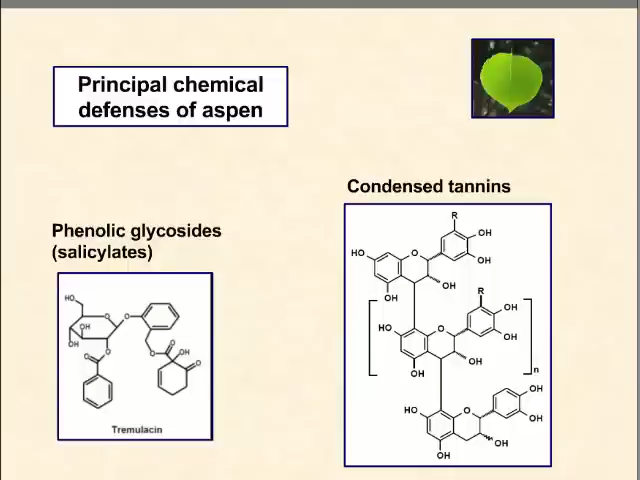 Principal chemical
defenses of aspen
Condensed tannins
Phenolic glycosides
(salicylates)
HO
O
O
OH
OH
O
O
O
O
OH
O
Tremulacin
R
OH
OH
HO
O
OH
OH
R
OH
OH
HO
O
OH
OH
n
OH
OH
HO
O
OH
OH